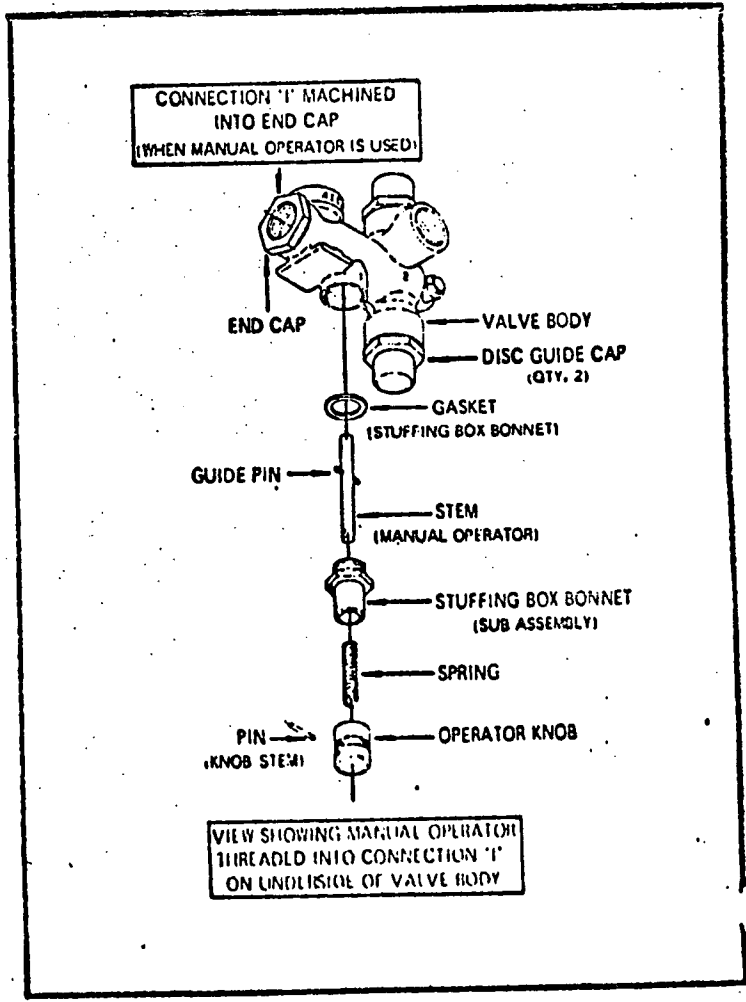 CONNECTION 'I' MACHINED
INTO END CAP
(WHEN MANUAL OPERATOR IS USED)
END CAP
VALVE BODY
DISC GUIDE CAP
(QTY. 2)
GASKET
(STUFFING BOX BONNET)
GUIDE PIN
STEM
(MANUAL OPERATOR)
STUFFING BOX BONNET
(SUB ASSEMBLY)
SPRING
PIN
(KNOB STEM)
OPERATOR KNOB
VIEW SHOWING MANUAL OPERATOR
THREADED INTO CONNECTION 'I'
ON UNDERSIDE OF VALVE BODY